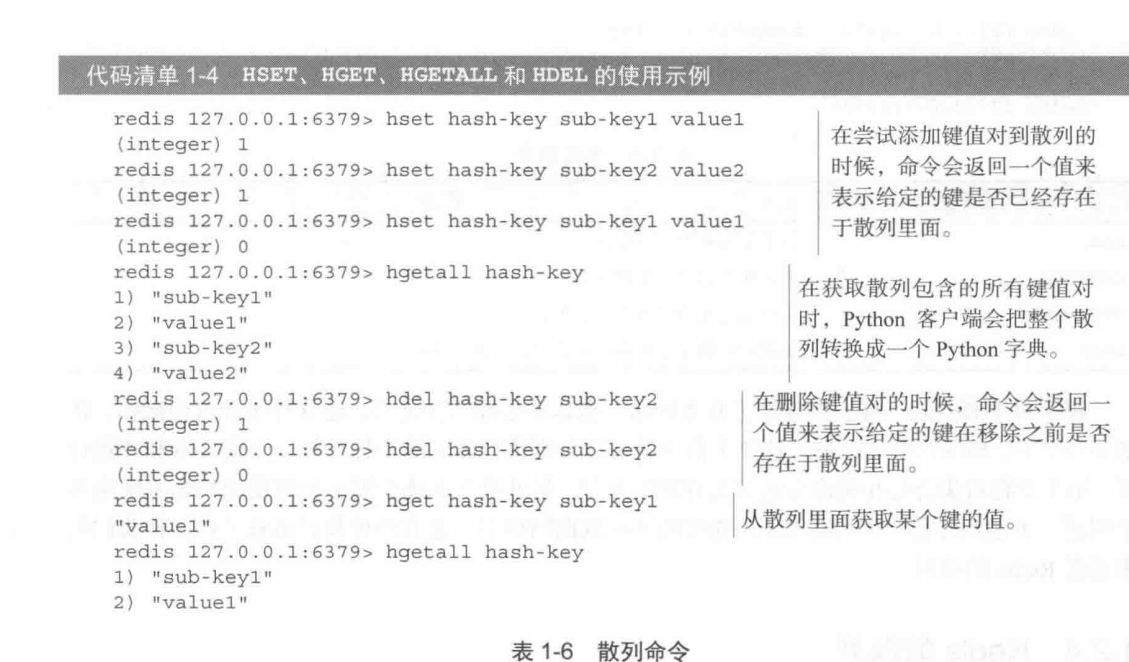 代码清单 1-4 HSET、HGET、HGETALL 和 HDEL 的使用示例
redis 127.0.0.1:6379> hset hash-key sub-key1 value1
(integer) 1
redis 127.0.0.1:6379> hset hash-key sub-key2 value2
(integer) 1
redis 127.0.0.1:6379> hset hash-key sub-key1 value1
(integer) 0
在尝试添加键值对到散列的
时候，命令会返回一个值来
表示给定的键是否已经存在
于散列里面。
redis 127.0.0.1:6379> hgetall hash-key
1) "sub-key1"
2) "value1"
3) "sub-key2"
4) "value2"
在获取散列包含的所有键值对
时，Python 客户端会把整个散
列转换成一个 Python 字典。
redis 127.0.0.1:6379> hdel hash-key sub-key2
(integer) 1
redis 127.0.0.1:6379> hdel hash-key sub-key2
(integer) 0
在删除键值对的时候，命令会返回一
个值来表示给定的键在移除之前是否
存在于散列里面。
redis 127.0.0.1:6379> hget hash-key sub-key1
"value1"
从散列里面获取某个键的值。
redis 127.0.0.1:6379> hgetall hash-key
1) "sub-key1"
2) "value1"
表 1-6 散列命令